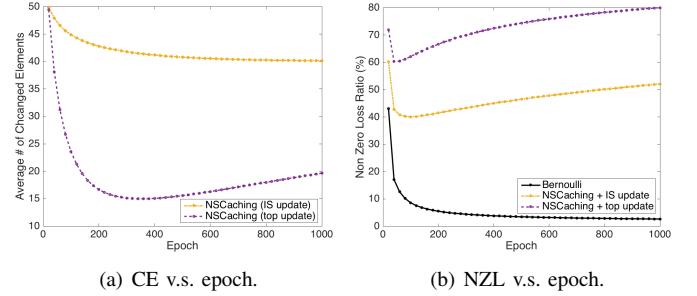 50
45
40
35
30
25
20
15
10
0
200
400
600
800
1000
Average # of Chcanged Elements
Epoch
NSCaching (IS update)
NSCaching (top update)
80
70
60
50
40
30
20
10
0
0
200
400
600
800
1000
Non Zero Loss Ratio (%)
Epoch
Bernoulli
NSCaching + IS update
NSCaching + top update
(a) CE v.s. epoch.
(b) NZL v.s. epoch.